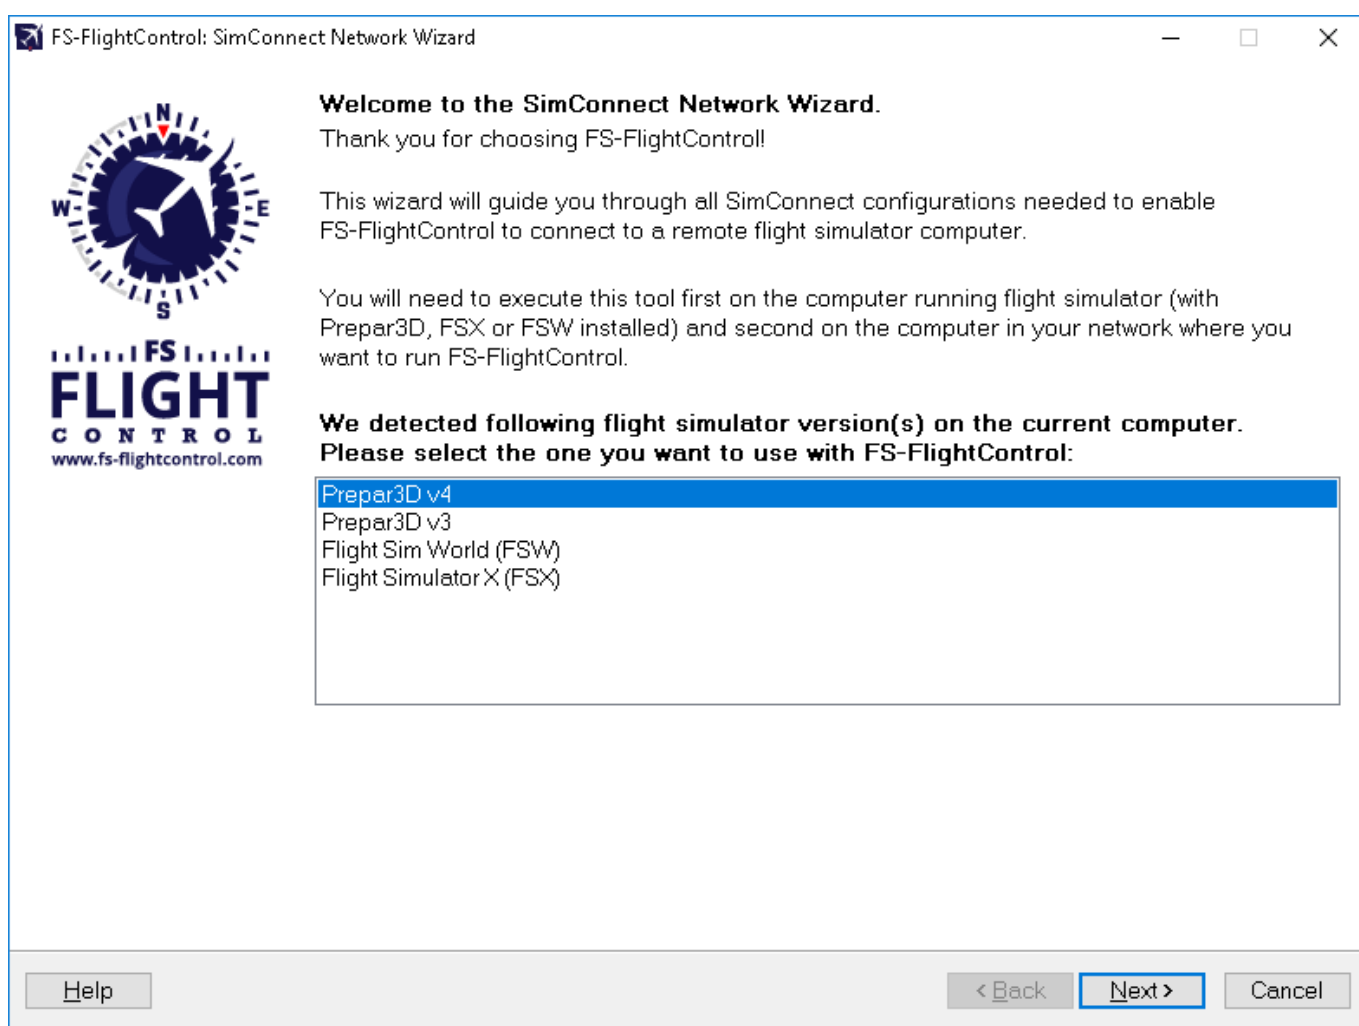 FS-FlightControl: SimConnect Network Wizard
N
W
E
S
FS
FLIGHT
CONTROL
www.fs-flightcontrol.com
Welcome to the SimConnect Network Wizard.
Thank you for choosing FS-FlightControl!
This wizard will guide you through all SimConnect configurations needed to enable
FS-FlightControl to connect to a remote flight simulator computer.
You will need to execute this tool first on the computer running flight simulator (with
Prepar3D, FSX or FSW installed) and second on the computer in your network where you
want to run FS-FlightControl.
We detected following flight simulator version(s) on the current computer.
Please select the one you want to use with FS-FlightControl:
Prepar3D v4
Prepar3D v3
Flight Sim World (FSW)
Flight Simulator X (FSX)
Help
< Back
Next >
Cancel